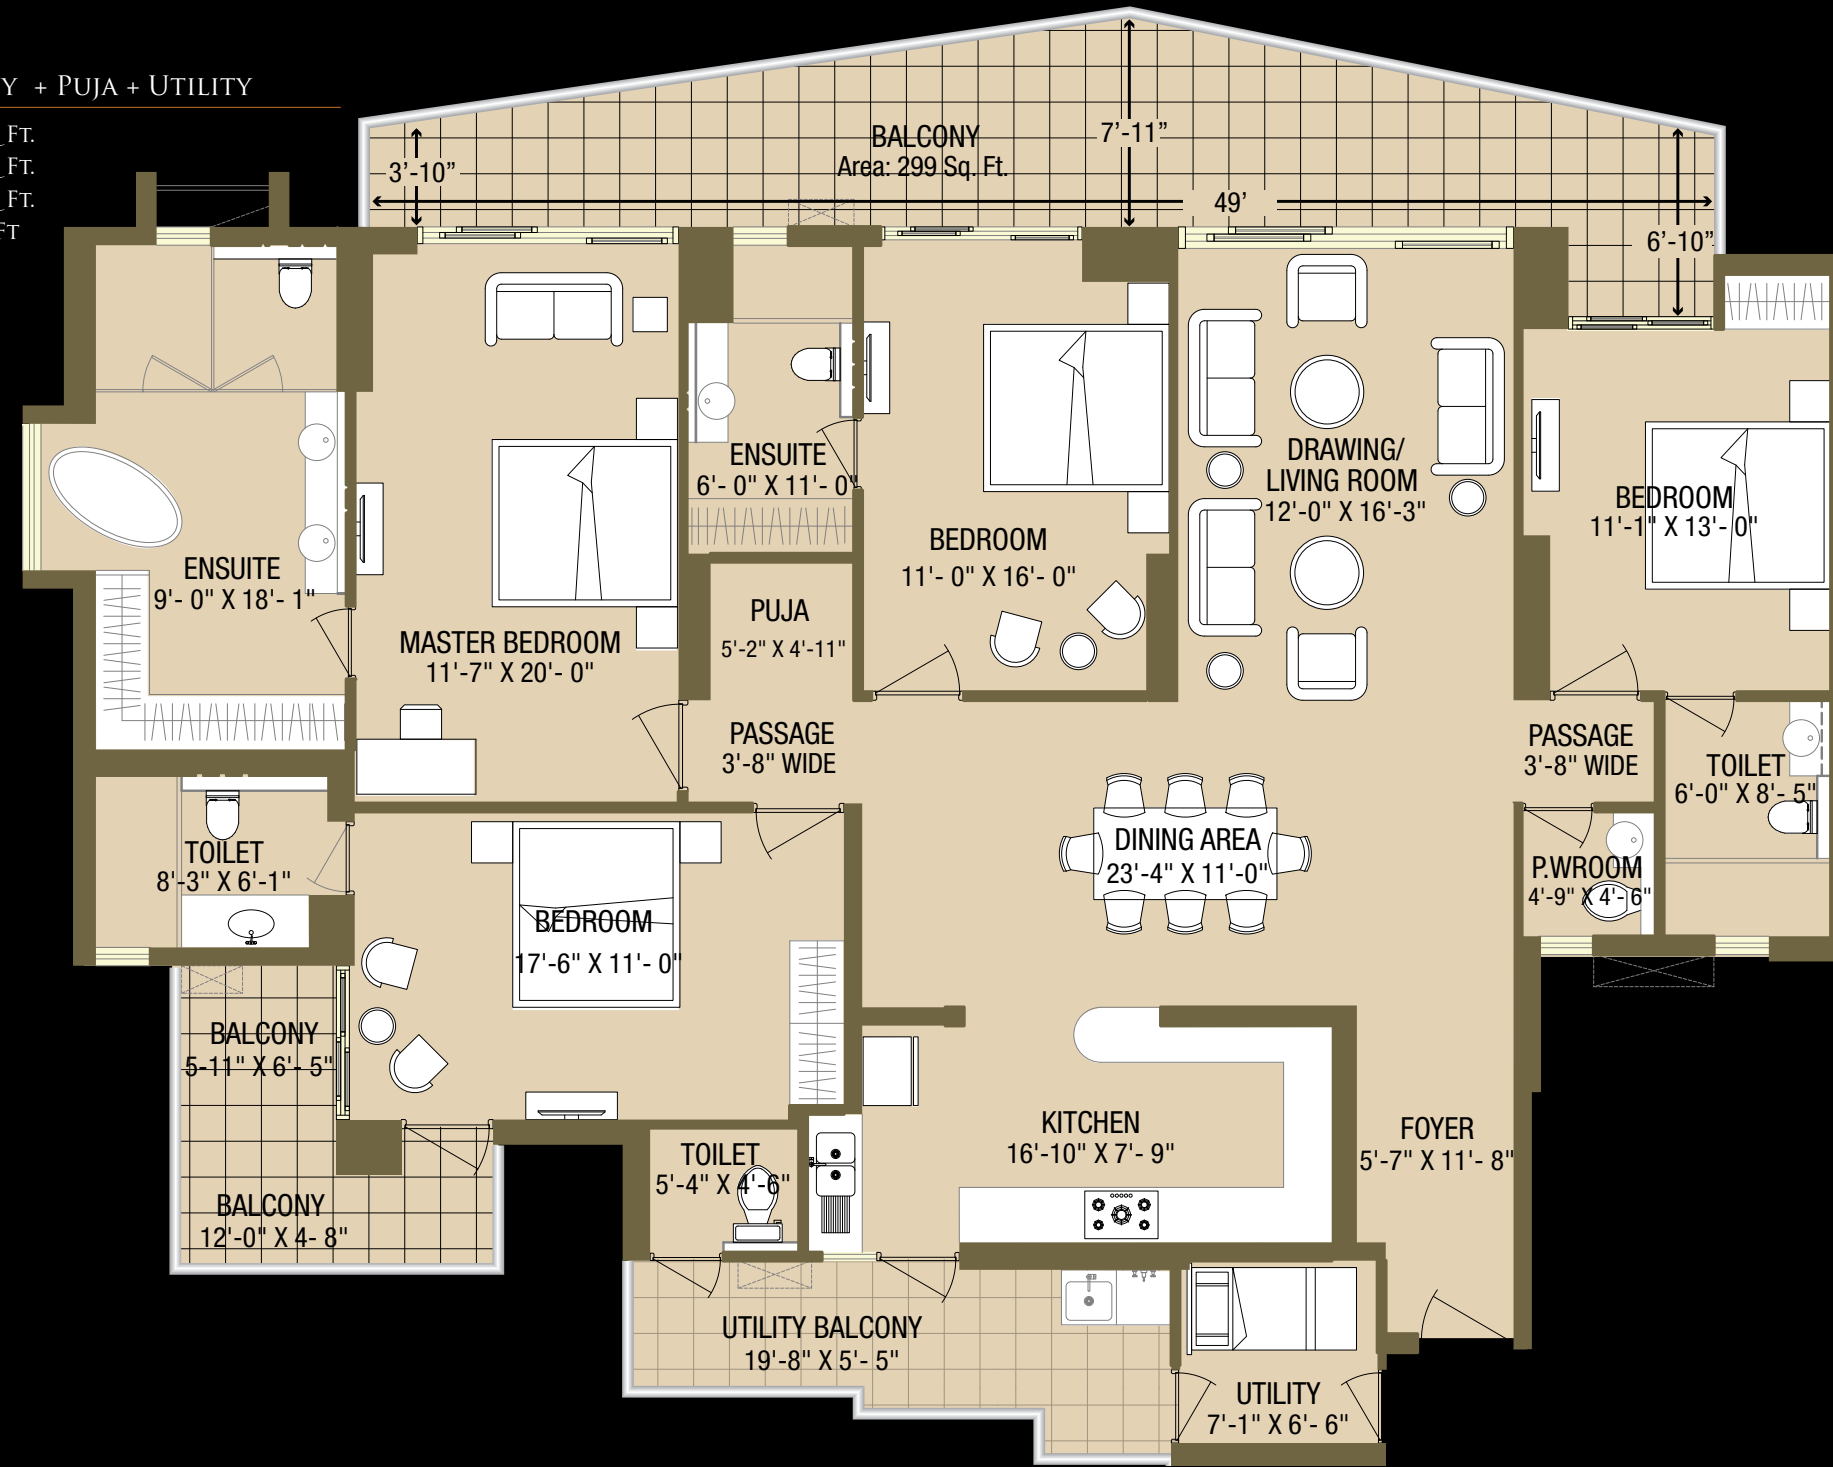 Y + PUJA + UTILITY
FT.
FT.
FT.
FT
BALCONY
Area: 299 Sq. Ft.
3'-10"
7'-11"
49'
6'-10"
ENSUITE
9'- 0" X 18'- 1"
MASTER BEDROOM
11'-7" X 20'- 0"
ENSUITE
6'- 0" X 11'- 0"
PUJA
5'-2" X 4'-11"
BEDROOM
11'- 0" X 16'- 0"
DRAWING/
LIVING ROOM
12'-0" X 16'-3"
BEDROOM
11'-1" X 13'- 0"
PASSAGE
3'-8" WIDE
PASSAGE
3'-8" WIDE
TOILET
6'-0" X 8'- 5"
TOILET
8'-3" X 6'-1"
BEDROOM
17'-6" X 11'- 0"
DINING AREA
23'-4" X 11'-0"
P.WROOM
4'-9" X 4'- 6"
BALCONY
5-11" X 6'- 5"
BALCONY
12'-0" X 4- 8"
TOILET
5'-4" X 4'-6"
KITCHEN
16'-10" X 7'- 9"
FOYER
5'-7" X 11'- 8"
UTILITY BALCONY
19'-8" X 5'- 5"
UTILITY
7'-1" X 6'- 6"